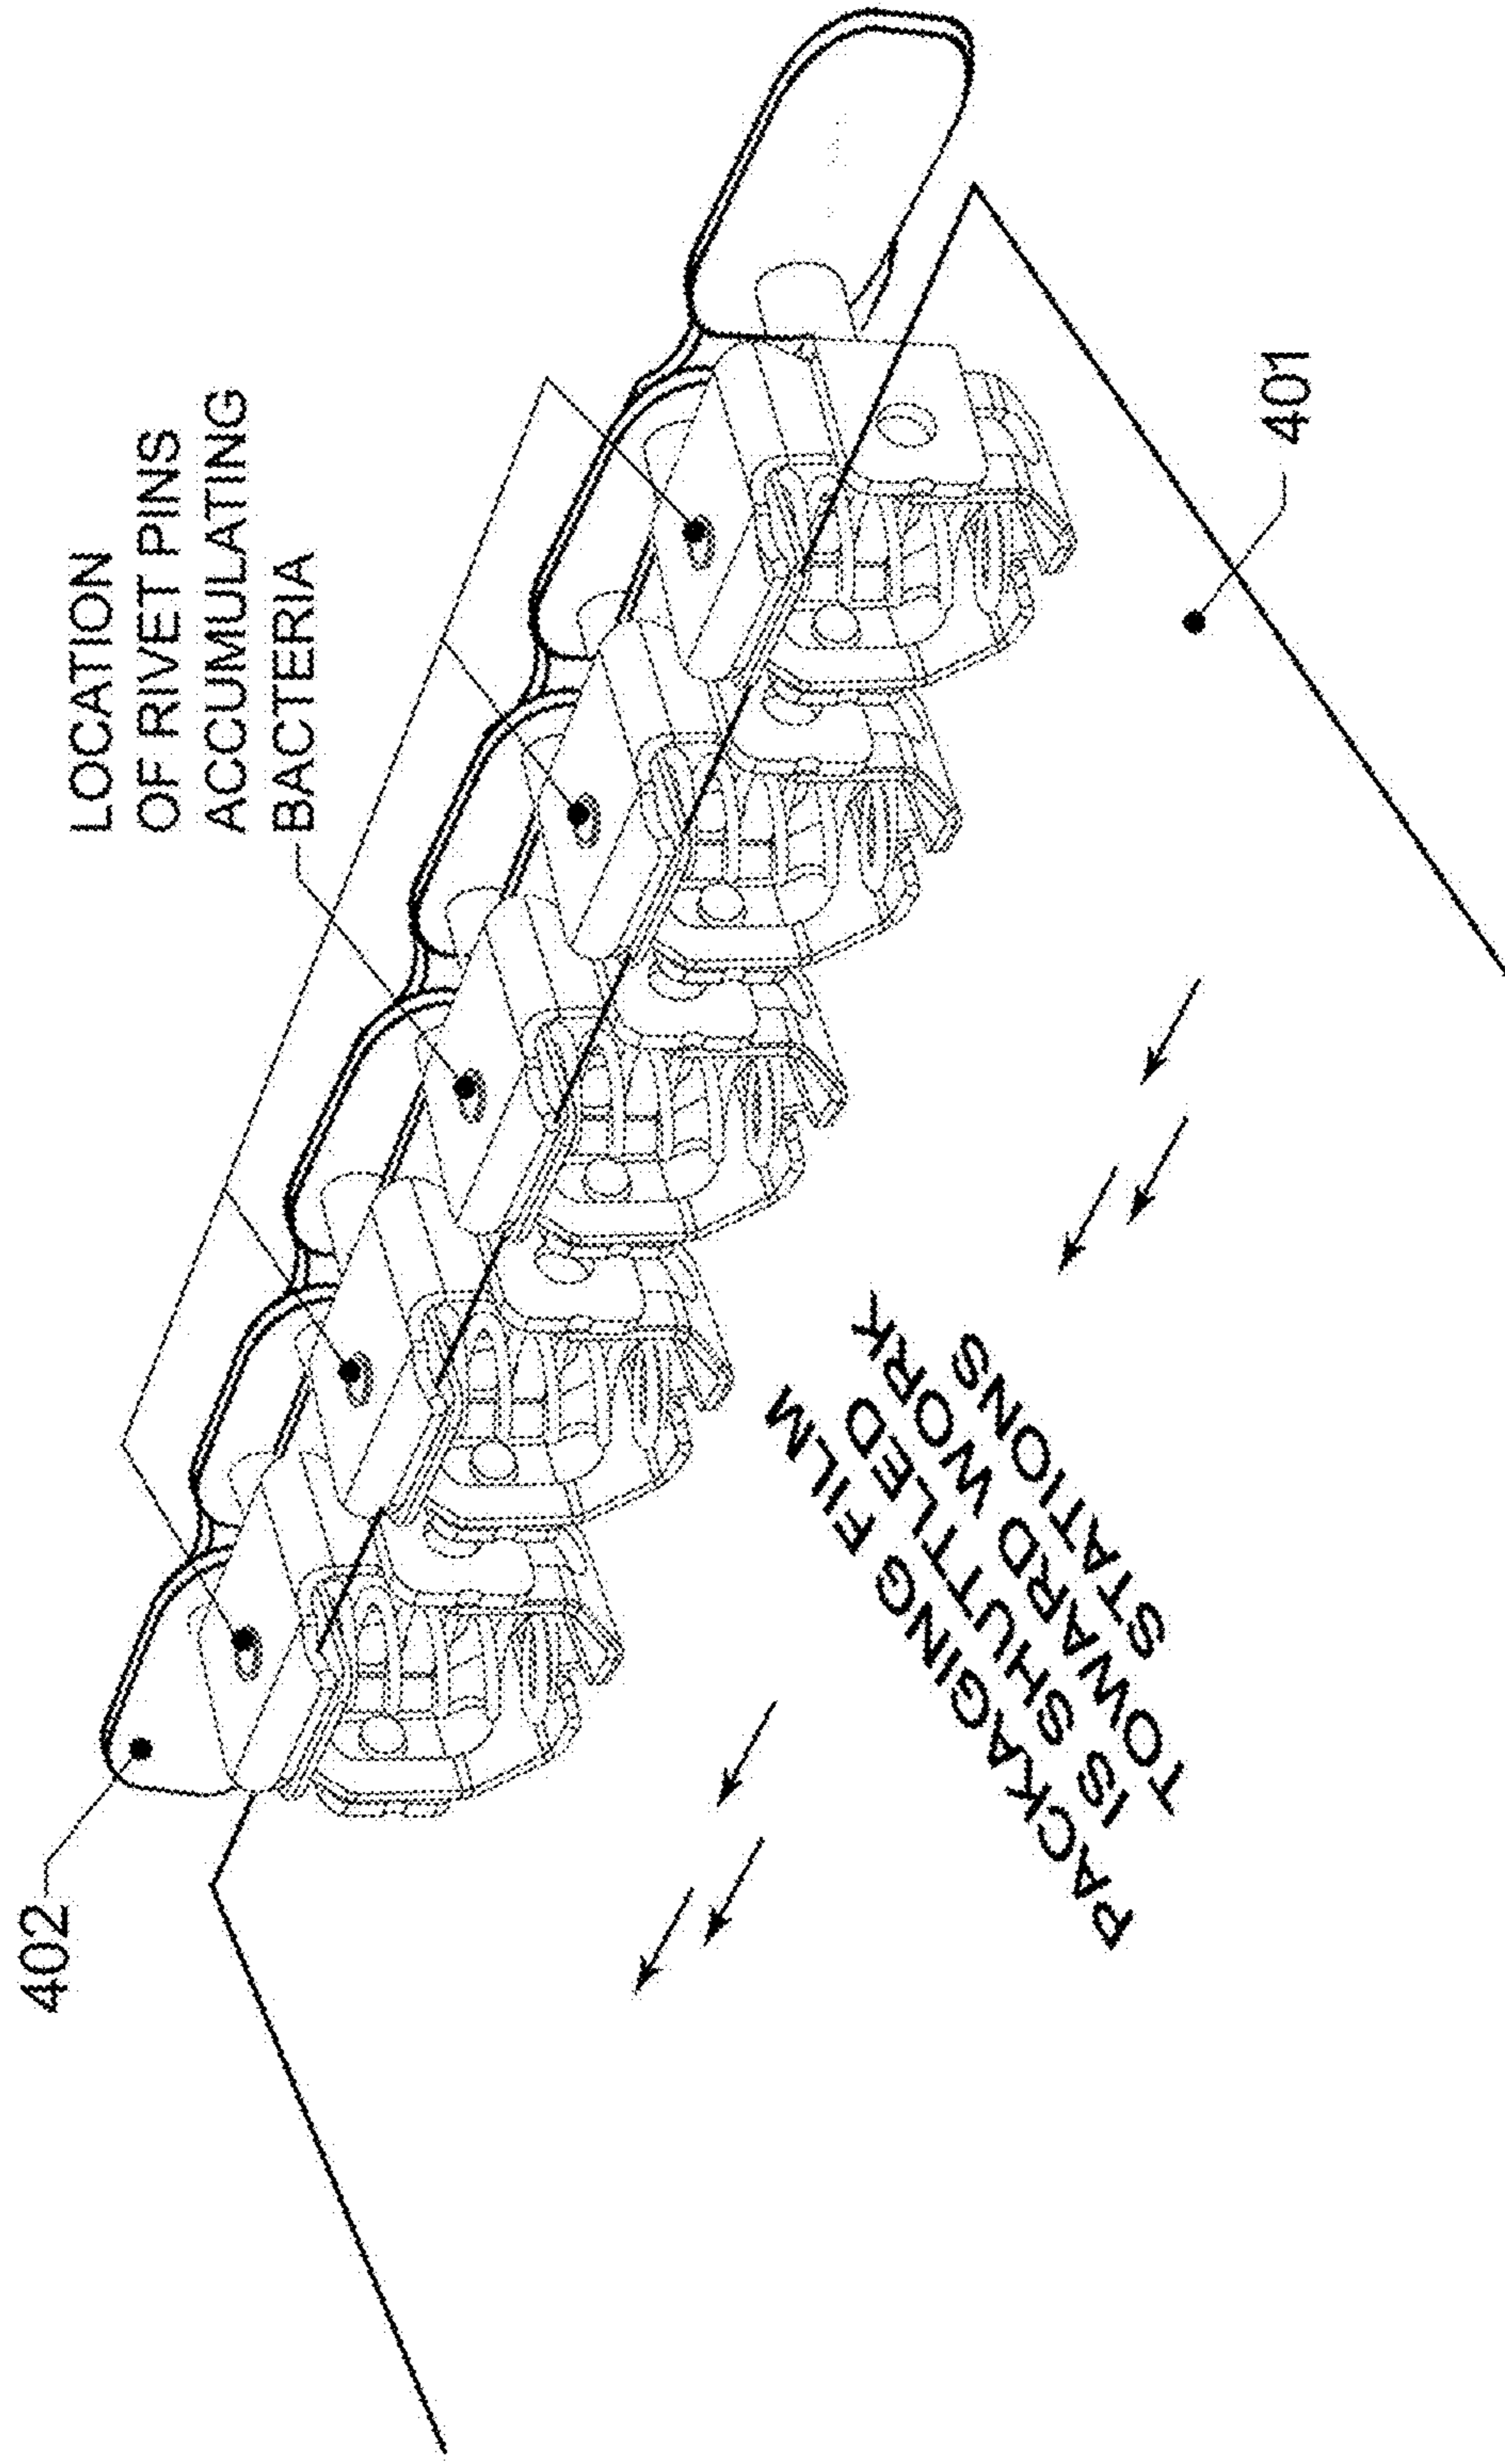 LOCATION
OF RIVET PINS
ACCUMULATING
BACTERIA
402
401
PACKAGING FILM
IS SHUTTLED
TOWARD WORK
STATIONS